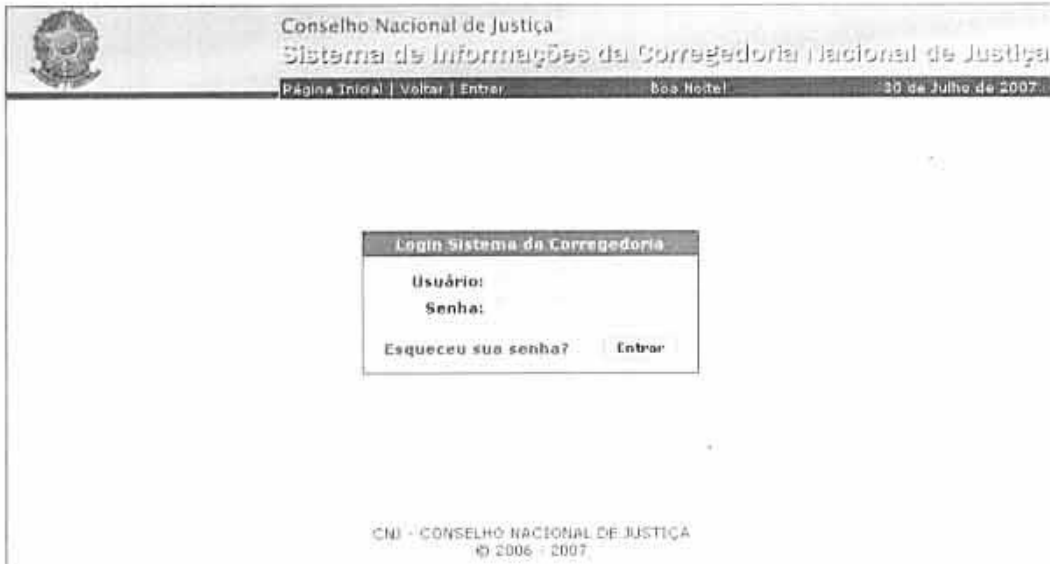 Conselho Nacional de Justiça
Sistema de Informações da Corregedoria Nacional de Justiça
Página Inicial | Voltar | Entrar Boa Noite! 30 de Julho de 2007
Login Sistema da Corregedoria
Usuário:
Senha:
Esqueceu sua senha? Entrar
CNJ - CONSELHO NACIONAL DE JUSTIÇA
© 2006 - 2007